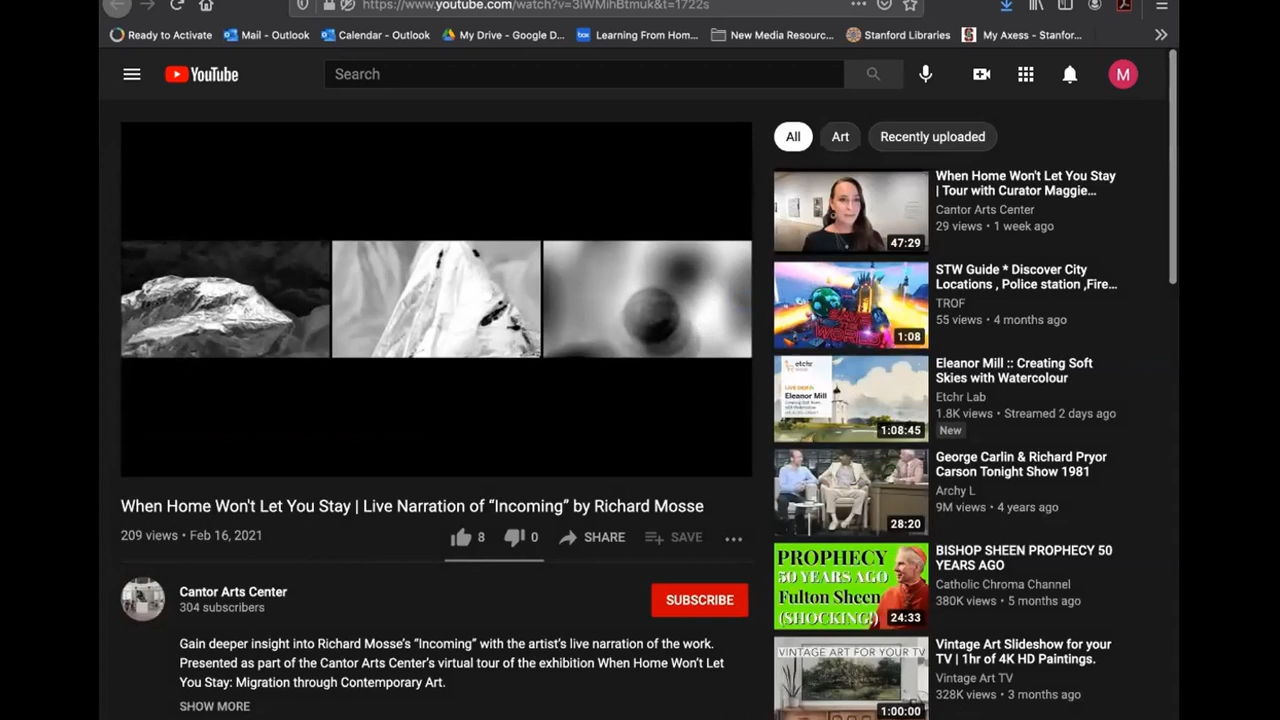 https://www.youtube.com/watch?v=3iWMihBtmuk&t=1722s
Ready to Activate
Mail - Outlook
Calendar - Outlook
My Drive - Google D...
Learning From Hom...
New Media Resourc...
Stanford Libraries
My Axess - Stanfor...
YouTube
Search
M
All
Art
Recently uploaded
When Home Won't Let You Stay | Live Narration of “Incoming” by Richard Mosse
209 views • Feb 16, 2021
8
0
SHARE
SAVE
Cantor Arts Center
304 subscribers
SUBSCRIBE
Gain deeper insight into Richard Mosse's “Incoming” with the artist's live narration of the work.
Presented as part of the Cantor Arts Center's virtual tour of the exhibition When Home Won't Let
You Stay: Migration through Contemporary Art.
SHOW MORE
47:29
When Home Won't Let You Stay
| Tour with Curator Maggie...
Cantor Arts Center
29 views • 1 week ago
SAVE THE
WORLD
1:08
STW Guide * Discover City
Locations , Police station ,Fire...
TROF
55 views • 4 months ago
etchr
Eleanor Mill
1:08:45
Eleanor Mill :: Creating Soft
Skies with Watercolour
Etchr Lab
1.8K views • Streamed 2 days ago
New
28:20
George Carlin & Richard Pryor
Carson Tonight Show 1981
Archy L
9M views • 4 years ago
PROPHECY
50 YEARS AGO
Fulton Sheen
(SHOCKING!)
24:33
BISHOP SHEEN PROPHECY 50
YEARS AGO
Catholic Chroma Channel
380K views • 5 months ago
VINTAGE ART FOR YOUR TV
1:00:00
Vintage Art Slideshow for your
TV | 1hr of 4K HD Paintings.
Vintage Art TV
328K views • 3 months ago